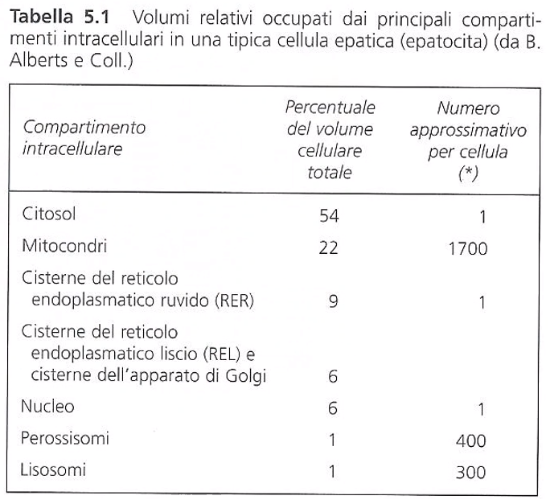 Tabella 5.1 Volumi relativi occupati dai principali comparti-
menti intracellulari in una tipica cellula epatica (epatocita) (da B.
Alberts e Coll.)
Compartimento
intracellulare
Percentuale
del volume
cellulare
totale
Numero
approssimativo
per cellula
(*)
Citosol 54 1
Mitocondri 22 1700
Cisterne del reticolo
endoplasmatico ruvido (RER) 9 1
Cisterne del reticolo
endoplasmatico liscio (REL) e
cisterne dell'apparato di Golgi 6
Nucleo 6 1
Perossisomi 1 400
Lisosomi 1 300